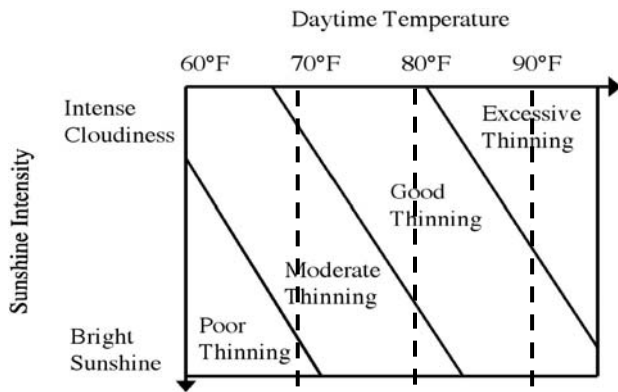 Daytime Temperature
60°F 70°F 80°F 90°F
Intense
Cloudiness
Excessive
Thinning
Good
Thinning
Sunshine Intensity
Moderate
Thinning
Poor
Thinning
Bright
Sunshine